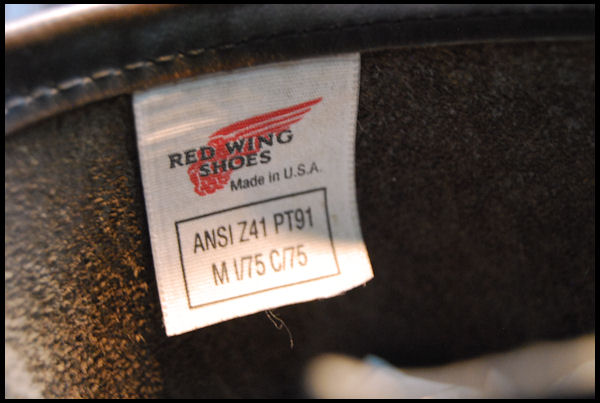 RED WING
SHOES
Made in U.S.A.
ANSI Z41 PT91
M I/75 C/75